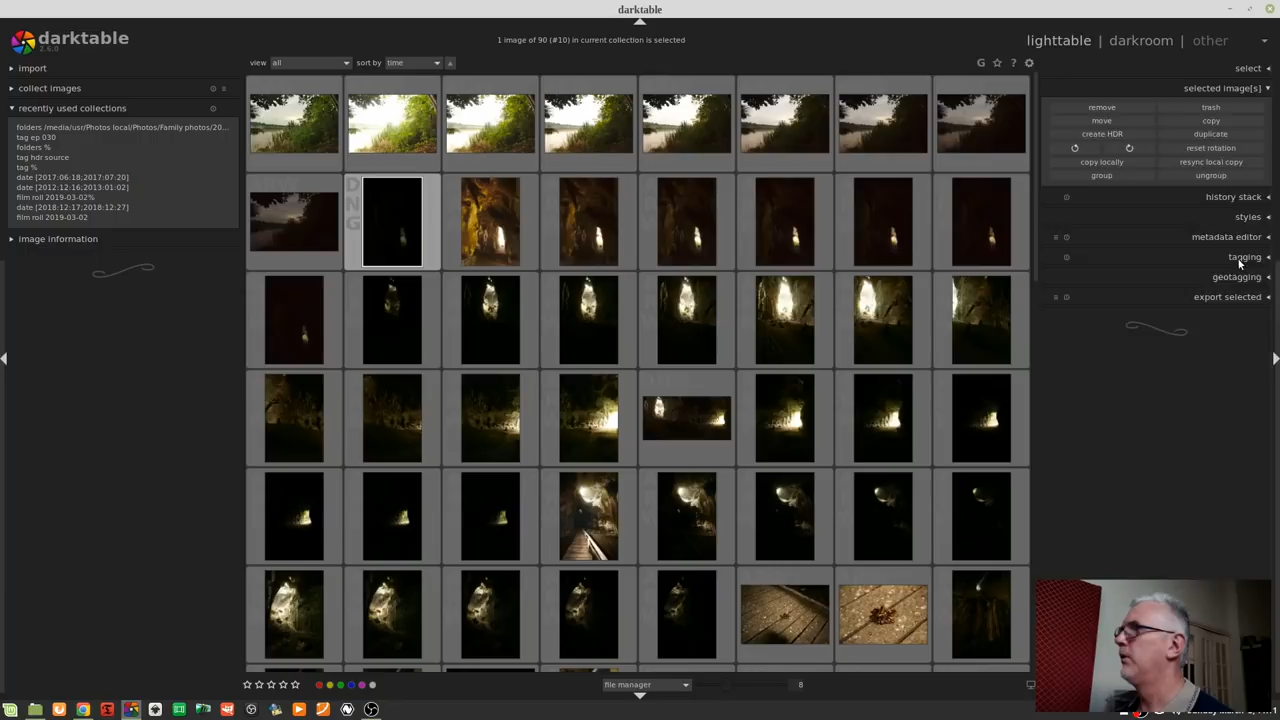 darktable
darktable
2.6.0
1 image of 90 (#10) in current collection is selected
lighttable | darkroom | other
import
view all sort by time
G ?
select
collect images
selected image[s]
recently used collections
remove trash
folders /media/usr/Photos local/Photos/Family photos/20...
move copy
tag ep 030
create HDR duplicate
folders %
reset rotation
tag hdr source
copy locally resync local copy
tag %
group ungroup
date [2017:06:18;2017:07:20]
date [2012:12:16;2013:01:02]
film roll 2019-03-02%
history stack
date [2018:12:17;2018:12:27]
film roll 2019-03-02
styles
image information
metadata editor
tagging
geotagging
export selected
DNG
file manager 8